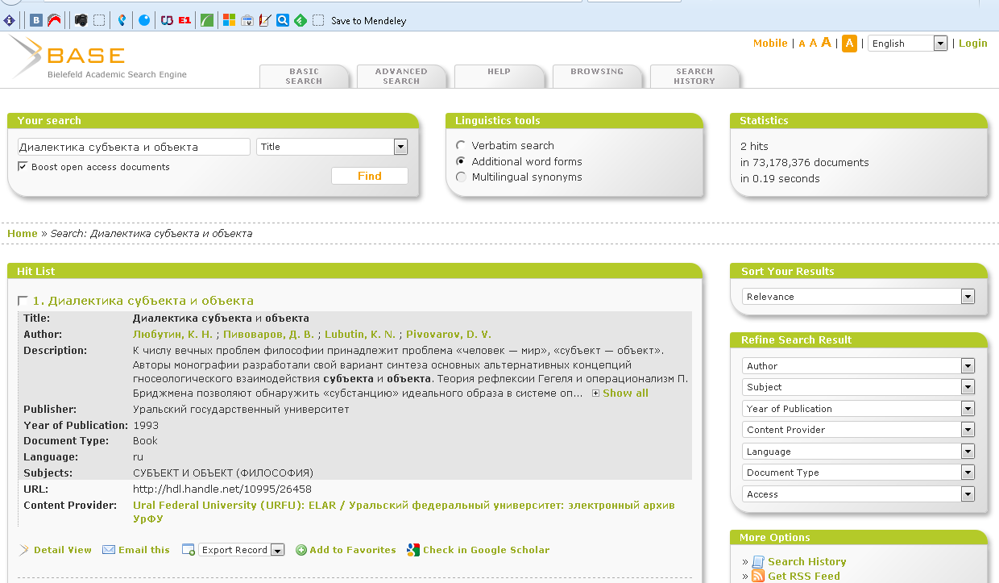 B
E1
Save to Mendeley
Mobile | A A A | A | English | Login
BASE
Bielefeld Academic Search Engine
BASIC SEARCH
ADVANCED SEARCH
HELP
BROWSING
SEARCH HISTORY
Your search
Диалектика субъекта и объекта
Title
Boost open access documents
Find
Linguistics tools
Verbatim search
Additional word forms
Multilingual synonyms
Statistics
2 hits
in 73,178,376 documents
in 0.19 seconds
Home » Search: Диалектика субъекта и объекта
Hit List
1. Диалектика субъекта и объекта
Title: Диалектика субъекта и объекта
Author: Любутин, К. Н. ; Пивоваров, Д. В. ; Lubutin, K. N. ; Pivovarov, D. V.
Description: К числу вечных проблем философии принадлежит проблема «человек — мир», «субъект — объект».
Авторы монографии разработали свой вариант синтеза основных альтернативных концепций
гносеологического взаимодействия субъекта и объекта. Теория рефлексии Гегеля и операционализм П.
Бриджмена позволяют обнаружить «субстанцию» идеального образа в системе оп... Show all
Publisher: Уральский государственный университет
Year of Publication: 1993
Document Type: Book
Language: ru
Subjects: СУБЪЕКТ И ОБЪЕКТ (ФИЛОСОФИЯ)
URL: http://hdl.handle.net/10995/26458
Content Provider: Ural Federal University (URFU): ELAR / Уральский федеральный университет: электронный архив
УрФУ
Detail View Email this Export Record Add to Favorites Check in Google Scholar
Sort Your Results
Relevance
Refine Search Result
Author
Subject
Year of Publication
Content Provider
Language
Document Type
Access
More Options
» Search History
» Get RSS Feed